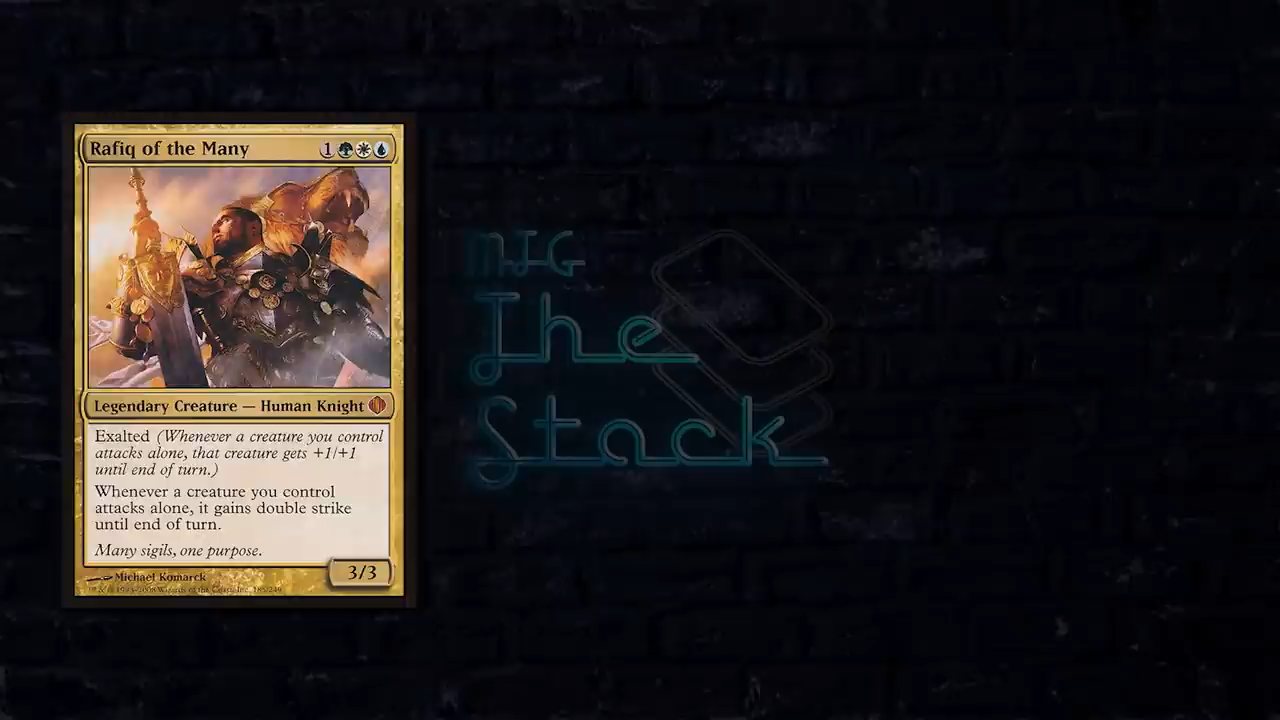 Rafiq of the Many 1
Legendary Creature — Human Knight
Exalted (Whenever a creature you control
attacks alone, that creature gets +1/+1
until end of turn.)
Whenever a creature you control
attacks alone, it gains double strike
until end of turn.
Many sigils, one purpose.
Michael Komarck
3/3
MTG
The
Stack